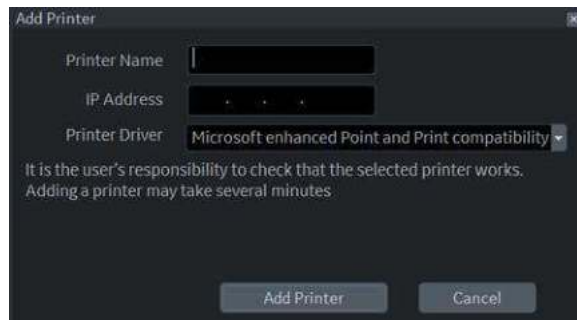 Add Printer
Printer Name
IP Address . . .
Printer Driver Microsoft enhanced Point and Print compatibility
It is the user's responsibility to check that the selected printer works.
Adding a printer may take several minutes
Add Printer Cancel